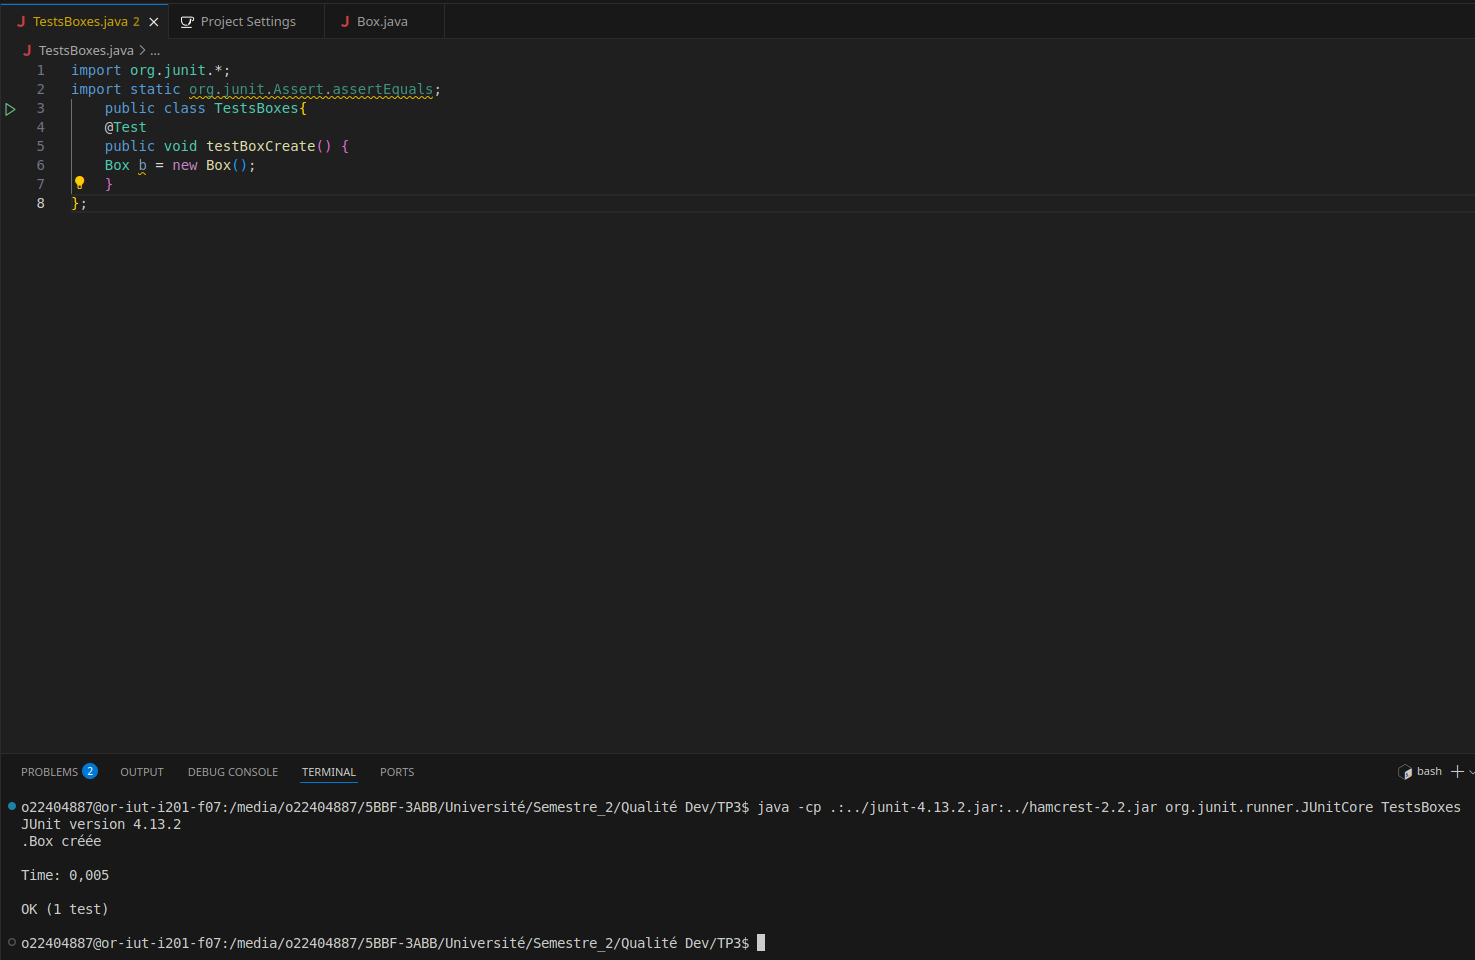 TestsBoxes.java 2 Project Settings Box.java
TestsBoxes.java > ...
1 import org.junit.*;
2 import static org.junit.Assert.assertEquals;
3 public class TestsBoxes{
4 @Test
5 public void testBoxCreate() {
6 Box b = new Box();
7 }
8 };
PROBLEMS 2 OUTPUT DEBUG CONSOLE TERMINAL PORTS bash
o22404887@or-iut-i201-f07:/media/o22404887/5BBF-3ABB/Université/Semestre_2/Qualité Dev/TP3$ java -cp .:../junit-4.13.2.jar:../hamcrest-2.2.jar org.junit.runner.JUnitCore TestsBoxes
JUnit version 4.13.2
.Box créée
Time: 0,005
OK (1 test)
o22404887@or-iut-i201-f07:/media/o22404887/5BBF-3ABB/Université/Semestre_2/Qualité Dev/TP3$